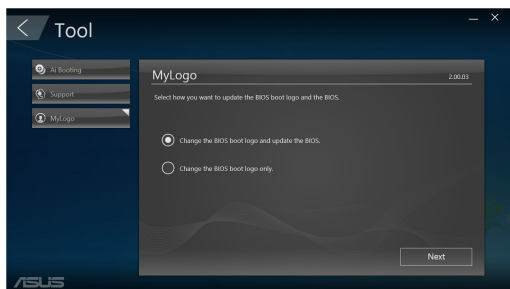 Tool
Ai Booting
Support
MyLogo
MyLogo
2.00.03
Select how you want to update the BIOS boot logo and the BIOS.
Change the BIOS boot logo and update the BIOS.
Change the BIOS boot logo only.
Next
ASUS